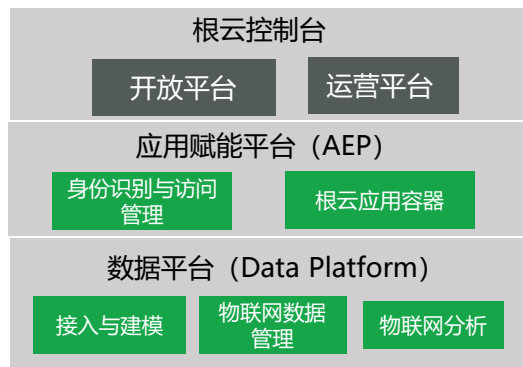 根云控制台
开放平台
运营平台
应用赋能平台（AEP）
身份识别与访问
管理
根云应用容器
数据平台（Data Platform）
接入与建模
物联网数据
管理
物联网分析